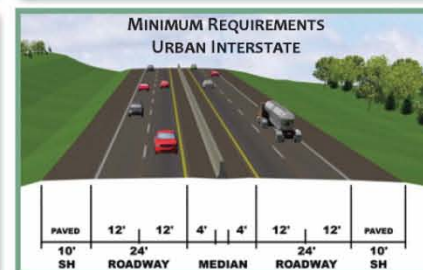 MINIMUM REQUIREMENTS
URBAN INTERSTATE
PAVED 12' 12' 4' 4' 12' 12' PAVED
10' 24' 24' 10'
SH ROADWAY MEDIAN ROADWAY SH